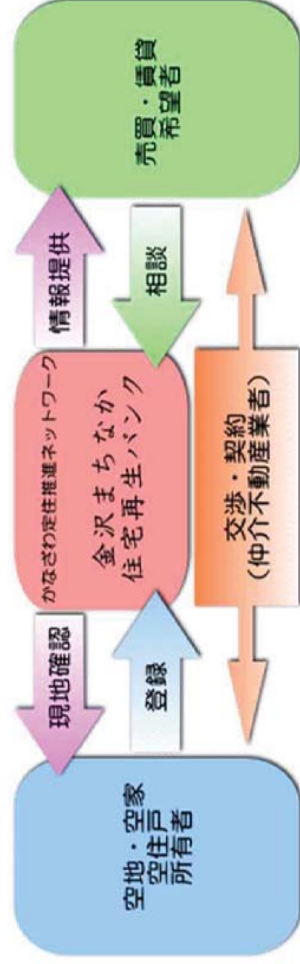 空地・空家
空住戸
所有者
現地確認
登録
かなざわ定住推進ネットワーク
金沢まちなか
住宅再生バンク
情報提供
相談
売買・賃貸
希望者
交渉・契約
(仲介不動産業者)